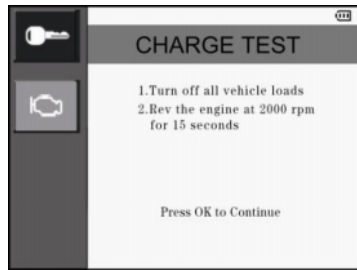 CHARGE TEST
1.Turn off all vehicle loads
2.Rev the engine at 2000 rpm
for 15 seconds
Press OK to Continue